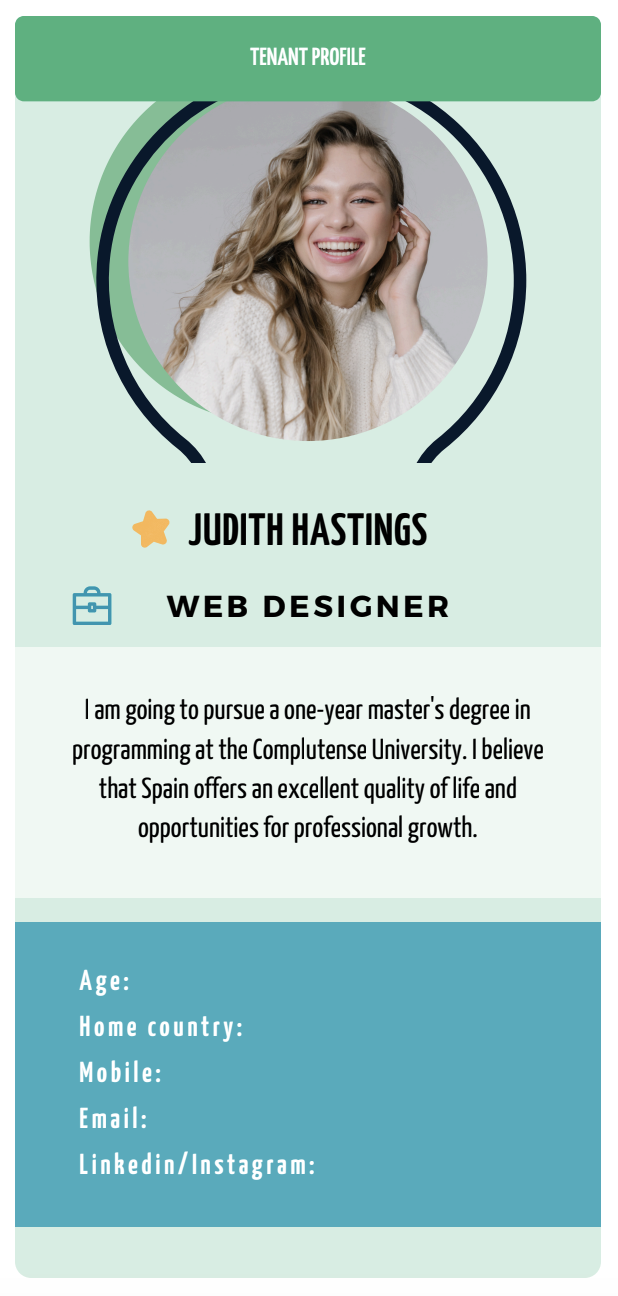 TENANT PROFILE
JUDITH HASTINGS
WEB DESIGNER
I am going to pursue a one-year master's degree in
programming at the Complutense University. I believe
that Spain offers an excellent quality of life and
opportunities for professional growth.
Age:
Home country:
Mobile:
Email:
Linkedin/Instagram: